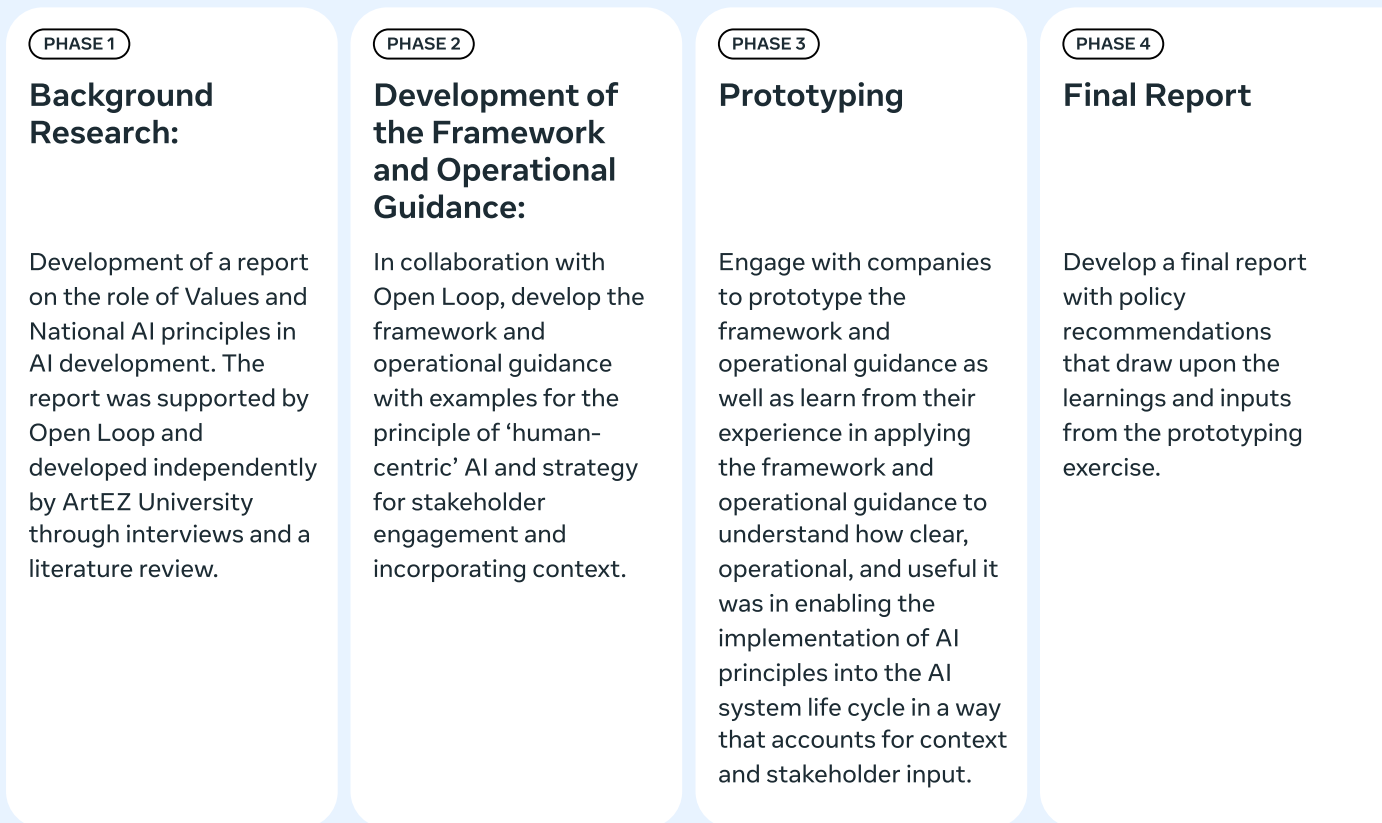 PHASE 1
Background
Research:
Development of a report
on the role of Values and
National AI principles in
AI development. The
report was supported by
Open Loop and
developed independently
by ArtEZ University
through interviews and a
literature review.
PHASE 2
Development of
the Framework
and Operational
Guidance:
In collaboration with
Open Loop, develop the
framework and
operational guidance
with examples for the
principle of ‘human-
centric’ AI and strategy
for stakeholder
engagement and
incorporating context.
PHASE 3
Prototyping
Engage with companies
to prototype the
framework and
operational guidance as
well as learn from their
experience in applying
the framework and
operational guidance to
understand how clear,
operational, and useful it
was in enabling the
implementation of AI
principles into the AI
system life cycle in a way
that accounts for context
and stakeholder input.
PHASE 4
Final Report
Develop a final report
with policy
recommendations
that draw upon the
learnings and inputs
from the prototyping
exercise.